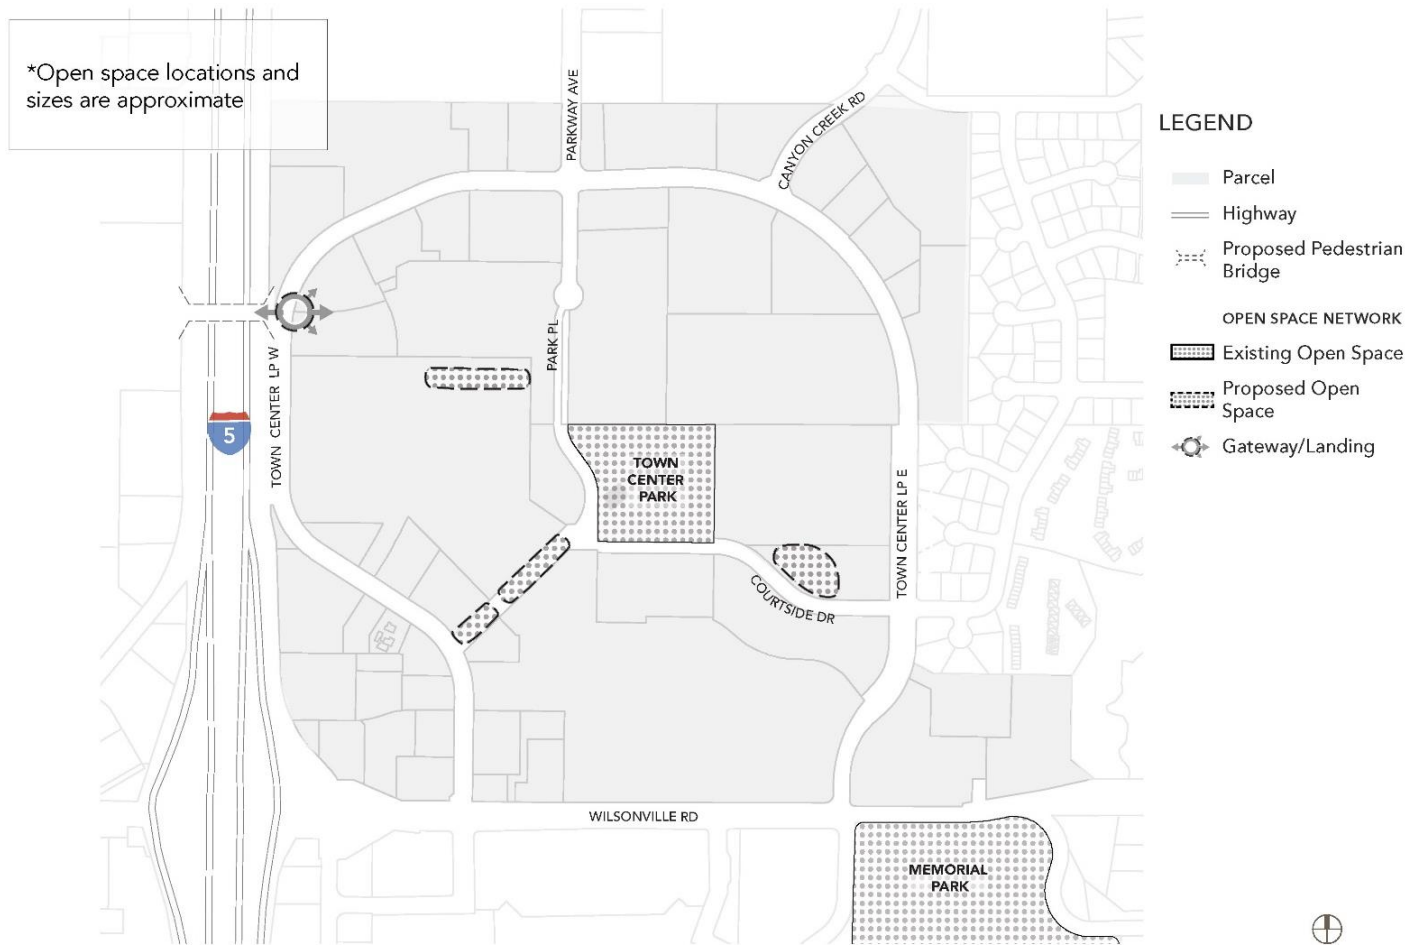 *Open space locations and
sizes are approximate
PARKWAY AVE
CANYON CREEK RD
PARK PL
TOWN CENTER LP W
5
TOWN
CENTER
PARK
TOWN CENTER LP E
COURTSIDE DR
WILSONVILLE RD
MEMORIAL
PARK
LEGEND
Parcel
Highway
Proposed Pedestrian
Bridge
OPEN SPACE NETWORK
Existing Open Space
Proposed Open
Space
Gateway/Landing